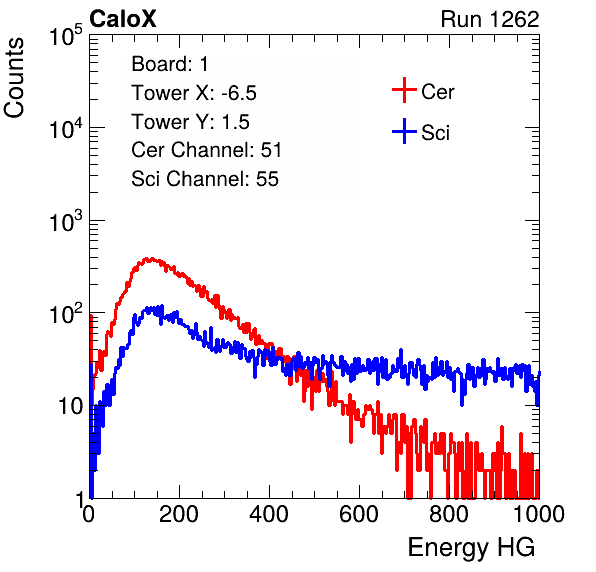 CaloX Run 1262
Counts
10^5
10^4
10^3
10^2
10
1
Board: 1
Tower X: -6.5
Tower Y: 1.5
Cer Channel: 51
Sci Channel: 55
Cer
Sci
0 200 400 600 800 1000
Energy HG